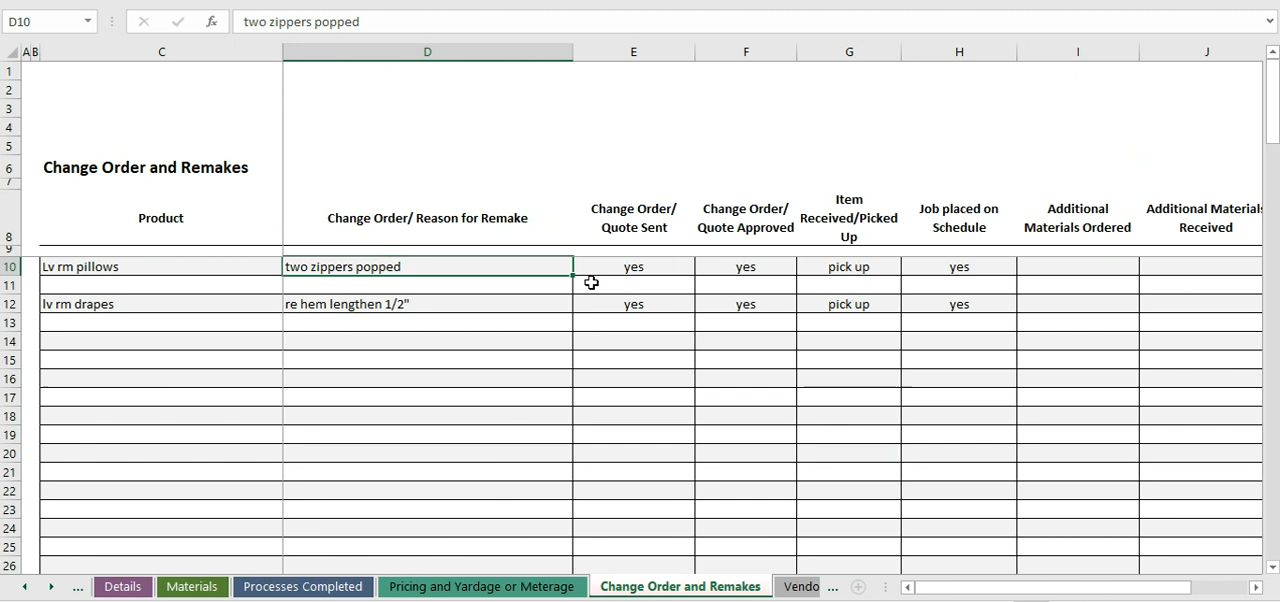 D10
fx
two zippers popped
A B C D E F G H I J
1
2
3
4
5
6
Change Order and Remakes
7
8
Product
Change Order/ Reason for Remake
Change Order/
Quote Sent
Change Order/
Quote Approved
Item
Received/Picked
Up
Job placed on
Schedule
Additional
Materials Ordered
Additional Materials
Received
9
10 Lv rm pillows two zippers popped yes yes pick up yes
11
12 lv rm drapes re hem lengthen 1/2" yes yes pick up yes
13
14
15
16
17
18
19
20
21
22
23
24
25
26
... Details Materials Processes Completed Pricing and Yardage or Meterage Change Order and Remakes Vendo ...